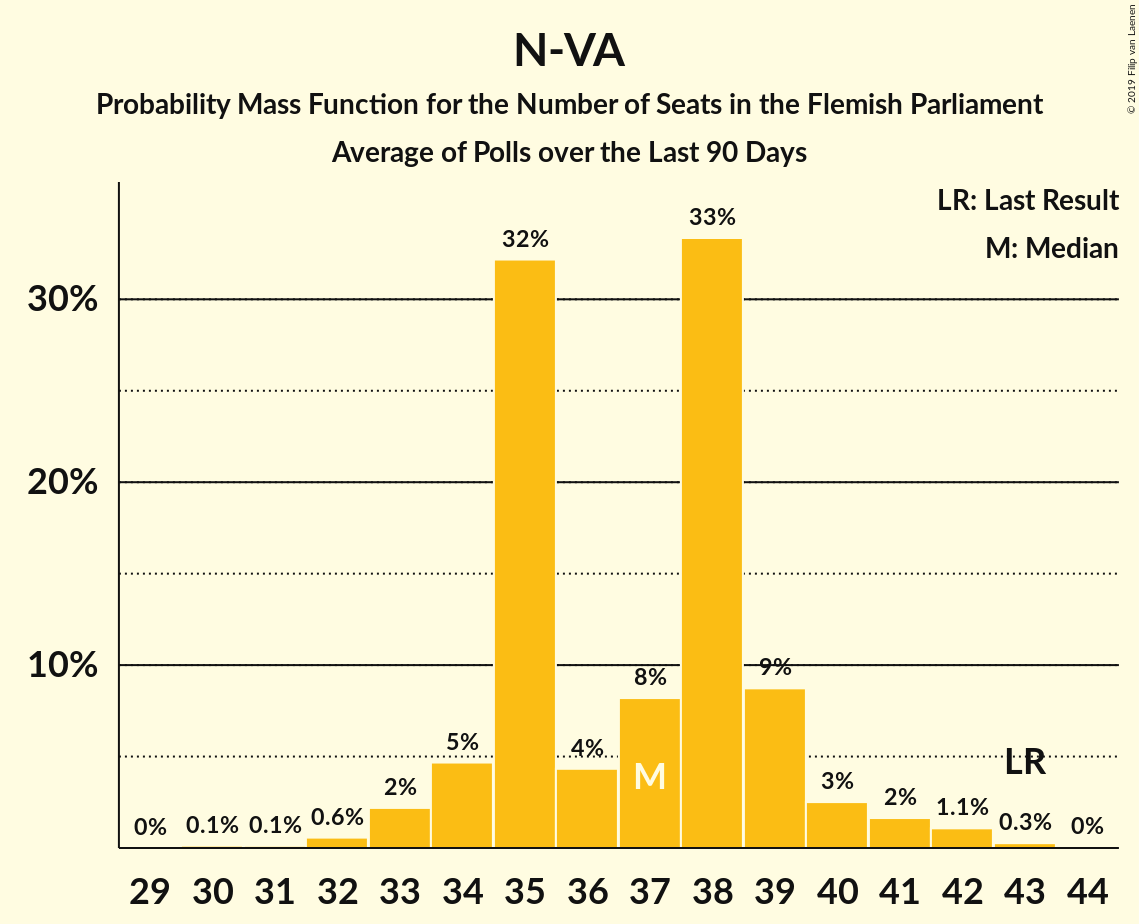 N-VA
Probability Mass Function for the Number of Seats in the Flemish Parliament
Average of Polls over the Last 90 Days
© 2019 Filip van Laenen
LR: Last Result
M: Median
30%
20%
10%
0% 0.1% 0.1% 0.6% 2% 5% 32% 4% 8% 33% 9% 3% 2% 1.1% 0.3% 0%
M
LR
29 30 31 32 33 34 35 36 37 38 39 40 41 42 43 44